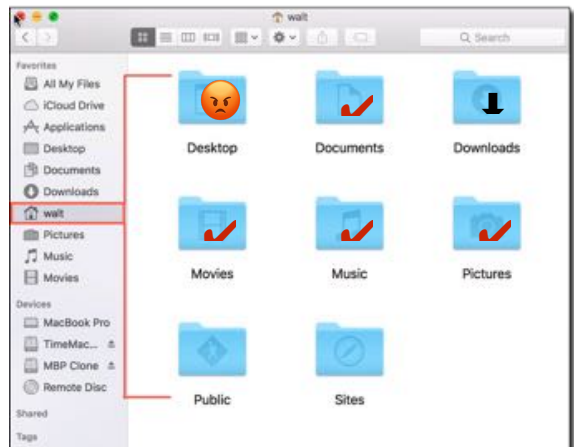 walt
Search
Favorites
All My Files
iCloud Drive
Applications
Desktop
Documents
Downloads
walt
Pictures
Music
Movies
Devices
MacBook Pro
TimeMac...
MBP Clone
Remote Disc
Shared
Tags
Desktop Documents Downloads
Movies Music Pictures
Public Sites